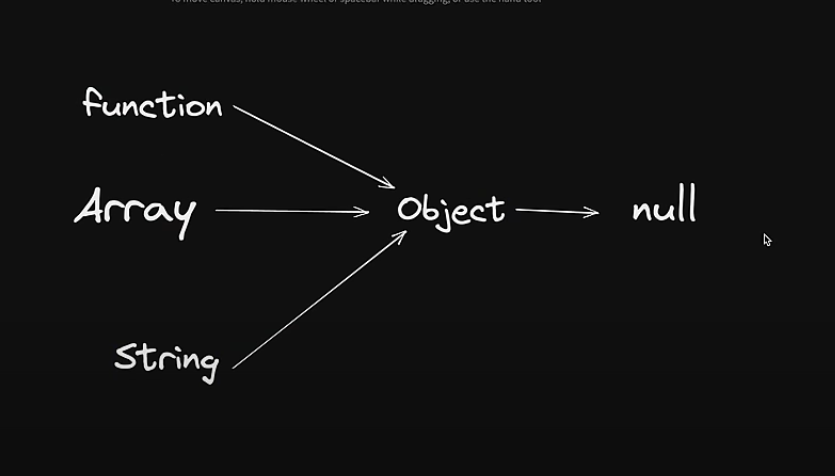 To move canvas, hold mouse wheel or spacebar while dragging, or use the hand tool
function
Array
Object
null
String